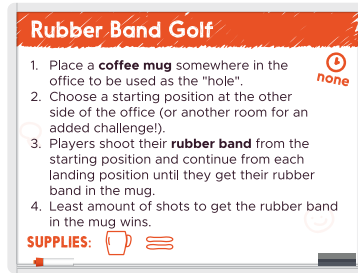 Rubber Band Golf
none
1. Place a coffee mug somewhere in the
office to be used as the "hole".
2. Choose a starting position at the other
side of the office (or another room for an
added challenge!).
3. Players shoot their rubber band from the
starting position and continue from each
landing position until they get their rubber
band in the mug.
4. Least amount of shots to get the rubber band
in the mug wins.
SUPPLIES: